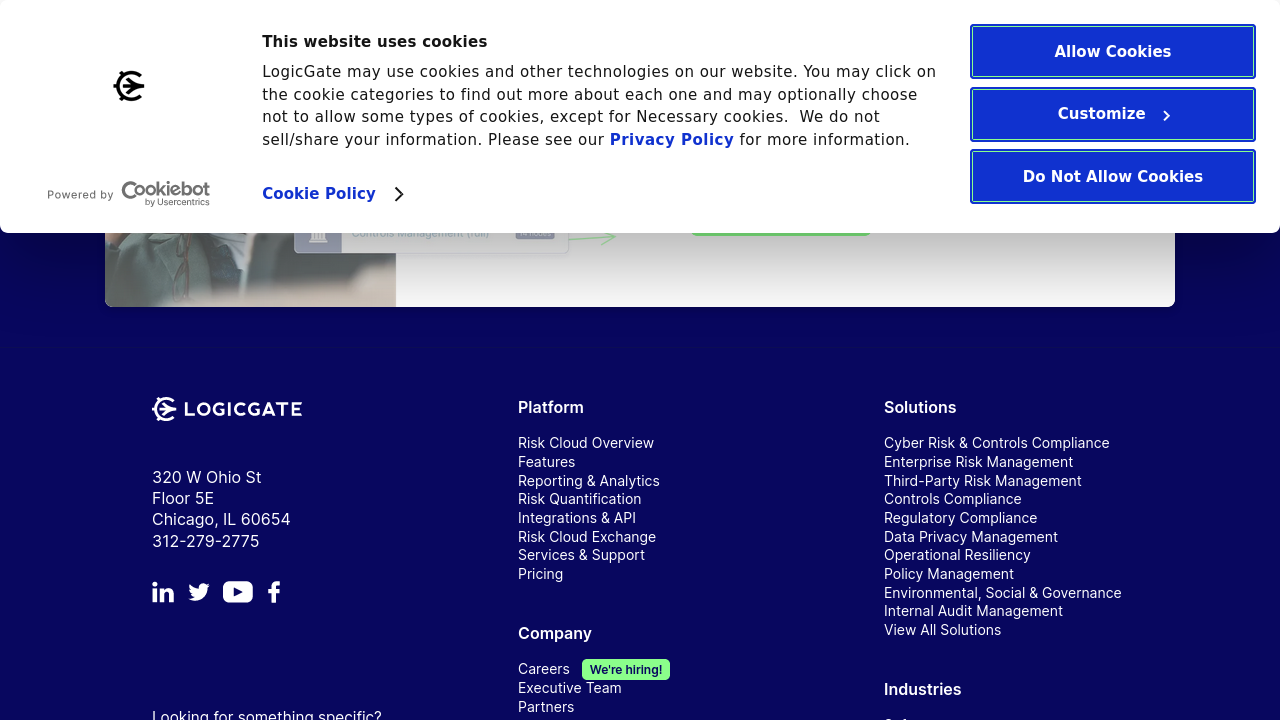 This website uses cookies
LogicGate may use cookies and other technologies on our website. You may click on
the cookie categories to find out more about each one and may optionally choose
not to allow some types of cookies, except for Necessary cookies.  We do not
sell/share your information. Please see our Privacy Policy for more information.
Cookie Policy
Powered by Cookiebot
by Usercentrics
Allow Cookies
Customize
Do Not Allow Cookies
Controls Management (full)
LOGICGATE
320 W Ohio St
Floor 5E
Chicago, IL 60654
312-279-2775
Looking for something specific?
Platform
Risk Cloud Overview
Features
Reporting & Analytics
Risk Quantification
Integrations & API
Risk Cloud Exchange
Services & Support
Pricing
Company
Careers We're hiring!
Executive Team
Partners
Solutions
Cyber Risk & Controls Compliance
Enterprise Risk Management
Third-Party Risk Management
Controls Compliance
Regulatory Compliance
Data Privacy Management
Operational Resiliency
Policy Management
Environmental, Social & Governance
Internal Audit Management
View All Solutions
Industries